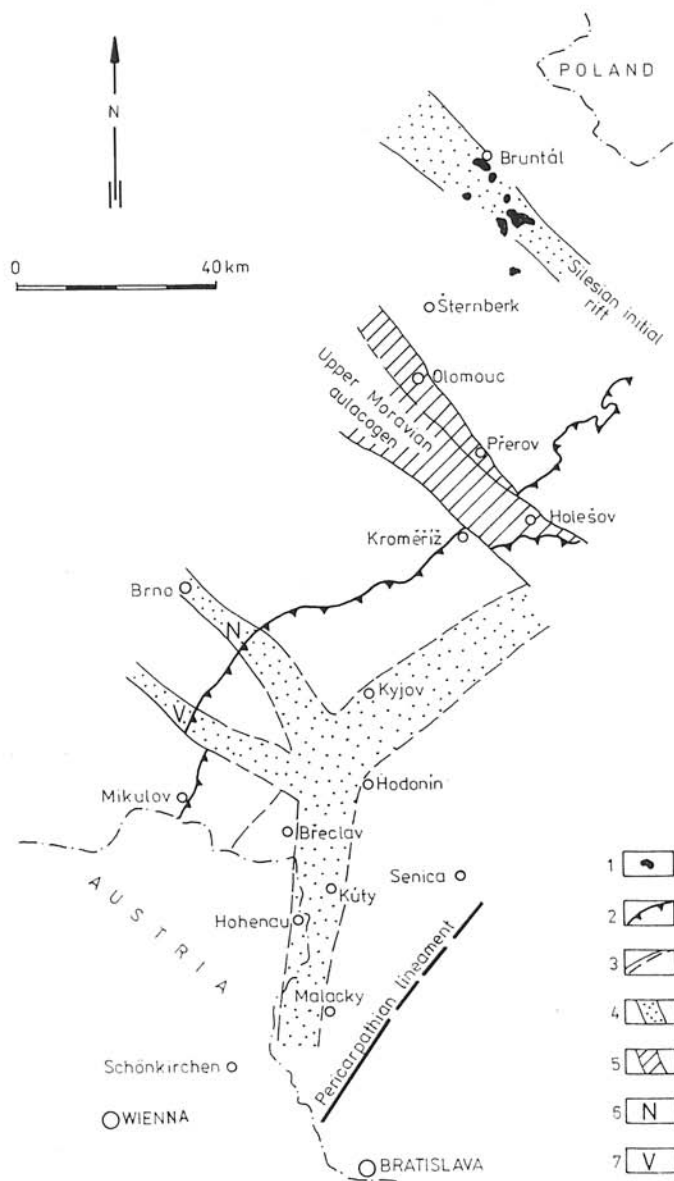 POLAND
N
Bruntál
0 40 km
Silesian initial
rift
Šternberk
Olomouc
Upper Moravian
aulacogen
Přerov
Holešov
Kroměříž
Brno
N
Kyjov
V
Hodonín
Mikulov
Břeclav
AUSTRIA
Senica
Kúty
Hohenau
Pericarpathian lineament
Malacky
Schönkirchen
WIENNA
BRATISLAVA
1
2
3
4
5
6 N
7 V